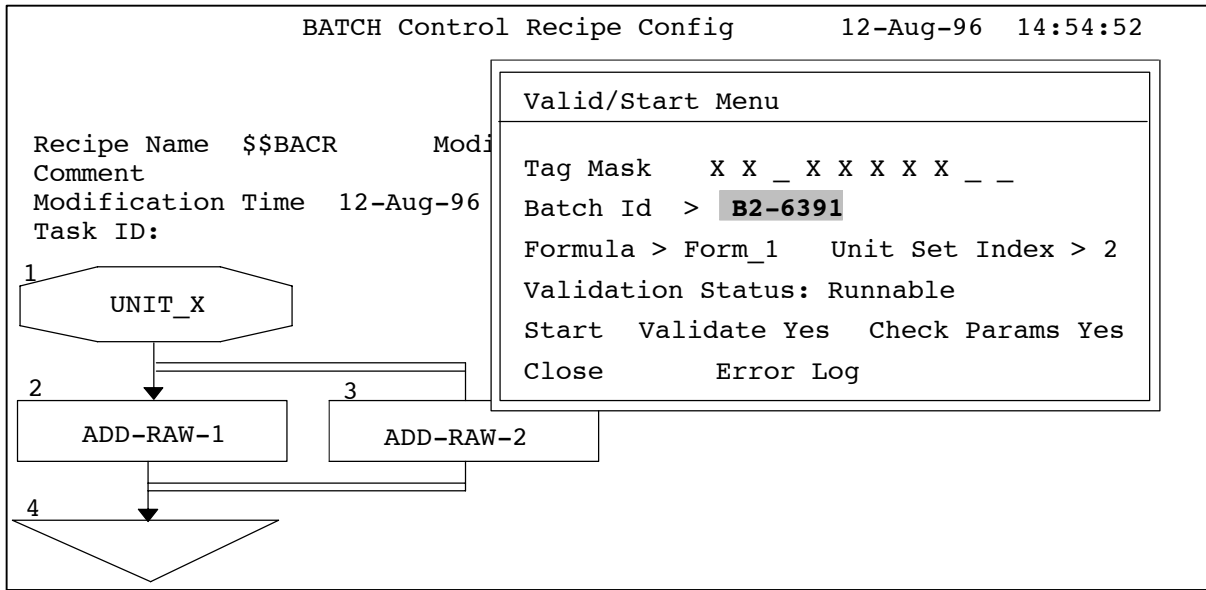 BATCH Control Recipe Config 12-Aug-96 14:54:52
Valid/Start Menu
Recipe Name $$BACR Modi
Comment
Modification Time 12-Aug-96
Task ID:
Tag Mask X X _ X X X X X _ _
Batch Id > B2-6391
Formula > Form_1 Unit Set Index > 2
Validation Status: Runnable
Start Validate Yes Check Params Yes
Close Error Log
1
UNIT_X
2
ADD-RAW-1
3
ADD-RAW-2
4